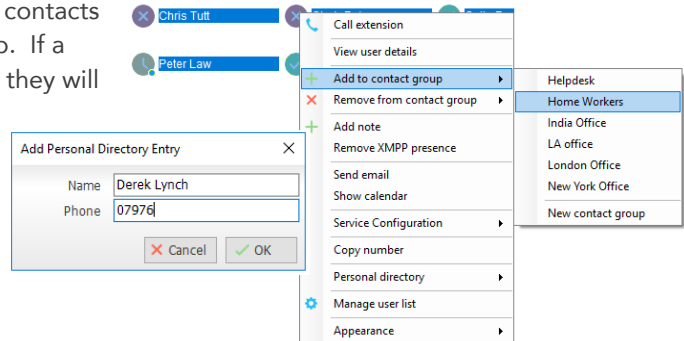 contacts
o. If a
they will
Chris Tutt
Peter Law
Call extension
View user details
Add to contact group
Remove from contact group
Add note
Remove XMPP presence
Send email
Show calendar
Service Configuration
Copy number
Personal directory
Manage user list
Appearance
Helpdesk
Home Workers
India Office
LA office
London Office
New York Office
New contact group
Add Personal Directory Entry
Name Derek Lynch
Phone 07976
Cancel OK